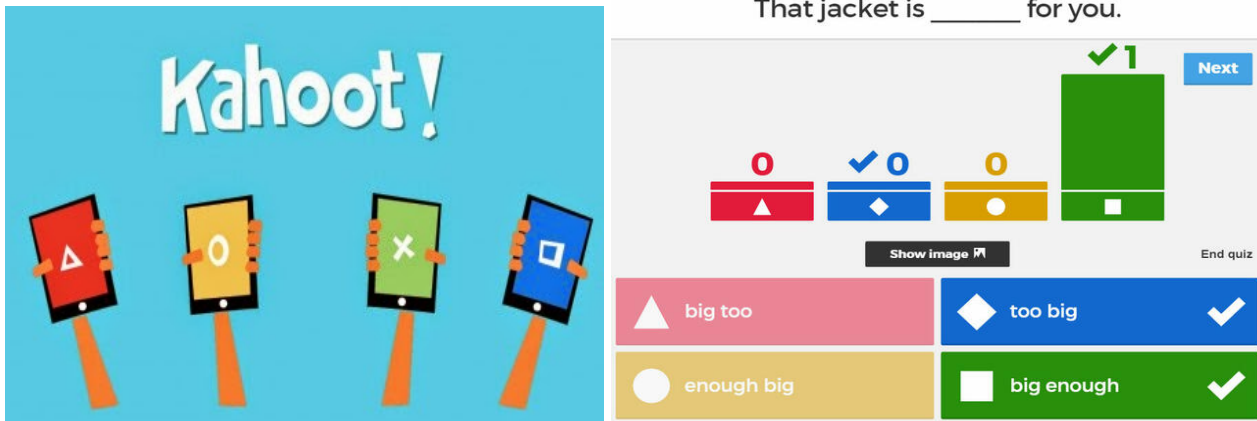 Kahoot!
That jacket is _______ for you.
1
Next
0
0
0
Show image
End quiz
big too
too big
enough big
big enough